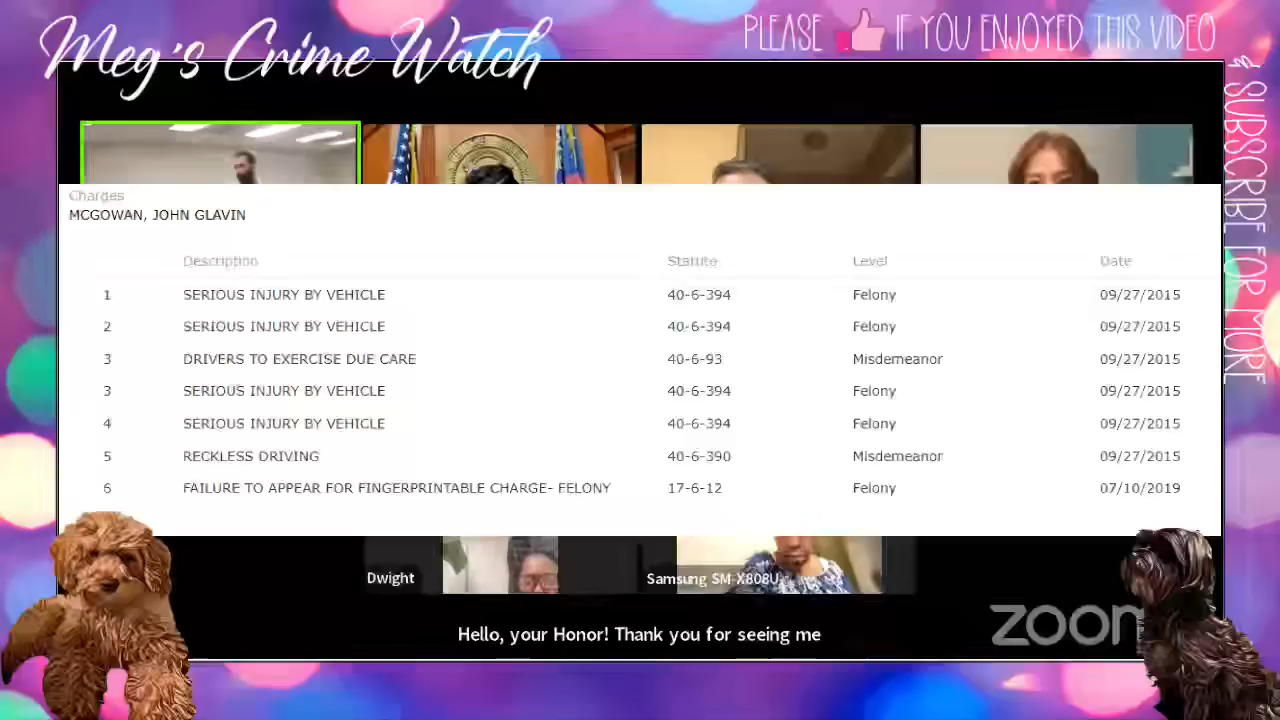 Meg's Crime Watch
PLEASE 👍 IF YOU ENJOYED THIS VIDEO
& SUBSCRIBE FOR MORE
Charges
MCGOWAN, JOHN GLAVIN
Description Statute Level Date
1 SERIOUS INJURY BY VEHICLE 40-6-394 Felony 09/27/2015
2 SERIOUS INJURY BY VEHICLE 40-6-394 Felony 09/27/2015
3 DRIVERS TO EXERCISE DUE CARE 40-6-93 Misdemeanor 09/27/2015
3 SERIOUS INJURY BY VEHICLE 40-6-394 Felony 09/27/2015
4 SERIOUS INJURY BY VEHICLE 40-6-394 Felony 09/27/2015
5 RECKLESS DRIVING 40-6-390 Misdemeanor 09/27/2015
6 FAILURE TO APPEAR FOR FINGERPRINTABLE CHARGE- FELONY 17-6-12 Felony 07/10/2019
Dwight
Samsung SM-X808U
Hello, your Honor! Thank you for seeing me
zoom